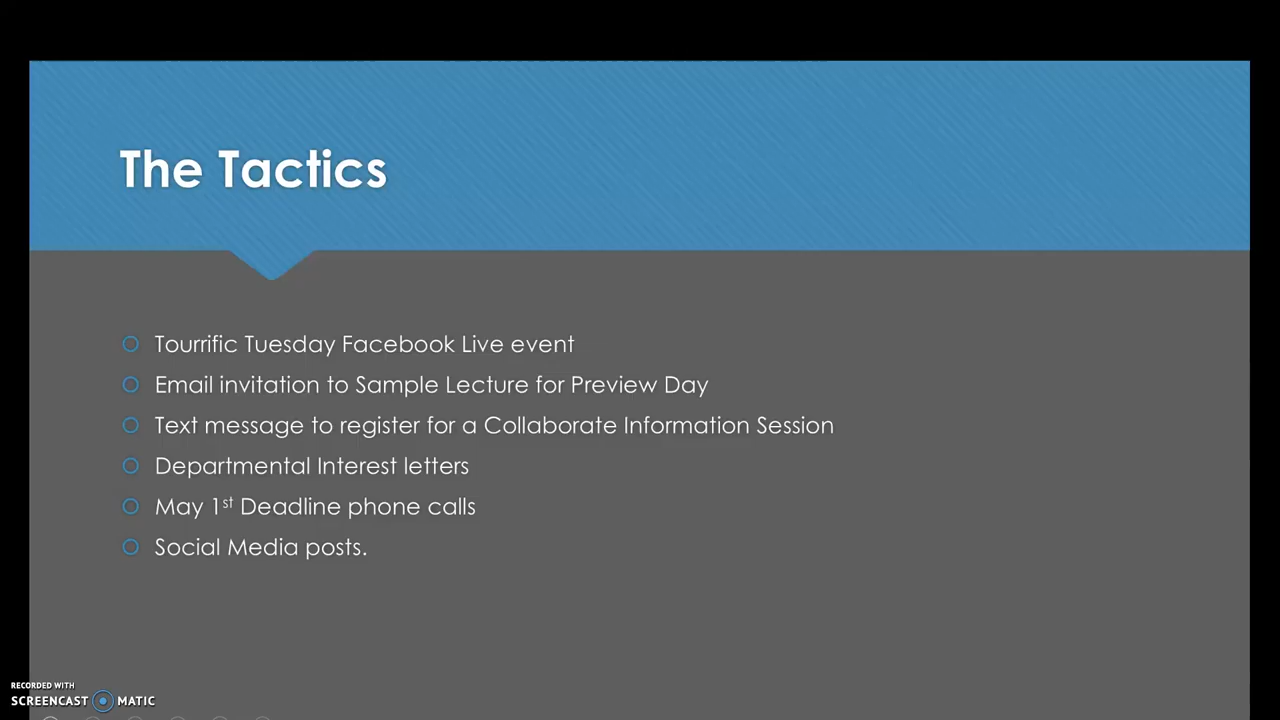 The Tactics
Tourrific Tuesday Facebook Live event
Email invitation to Sample Lecture for Preview Day
Text message to register for a Collaborate Information Session
Departmental Interest letters
May 1st Deadline phone calls
Social Media posts.
RECORDED WITH
SCREENCAST MATIC